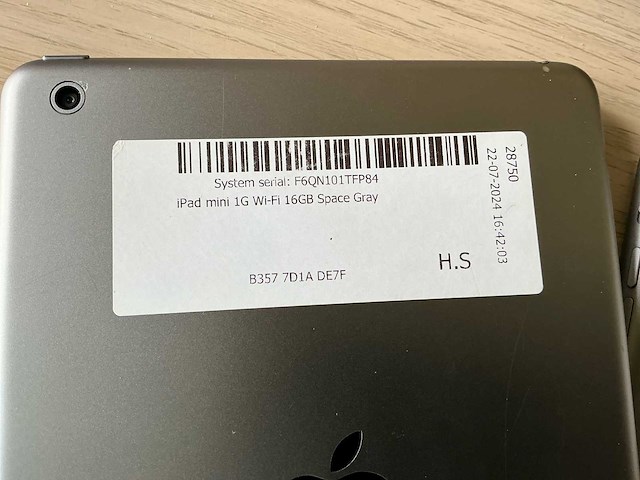 System serial: F6QN101TFP84
iPad mini 1G Wi-Fi 16GB Space Gray
B357 7D1A DE7F
H.S
28750
22-07-2024 16:42:03